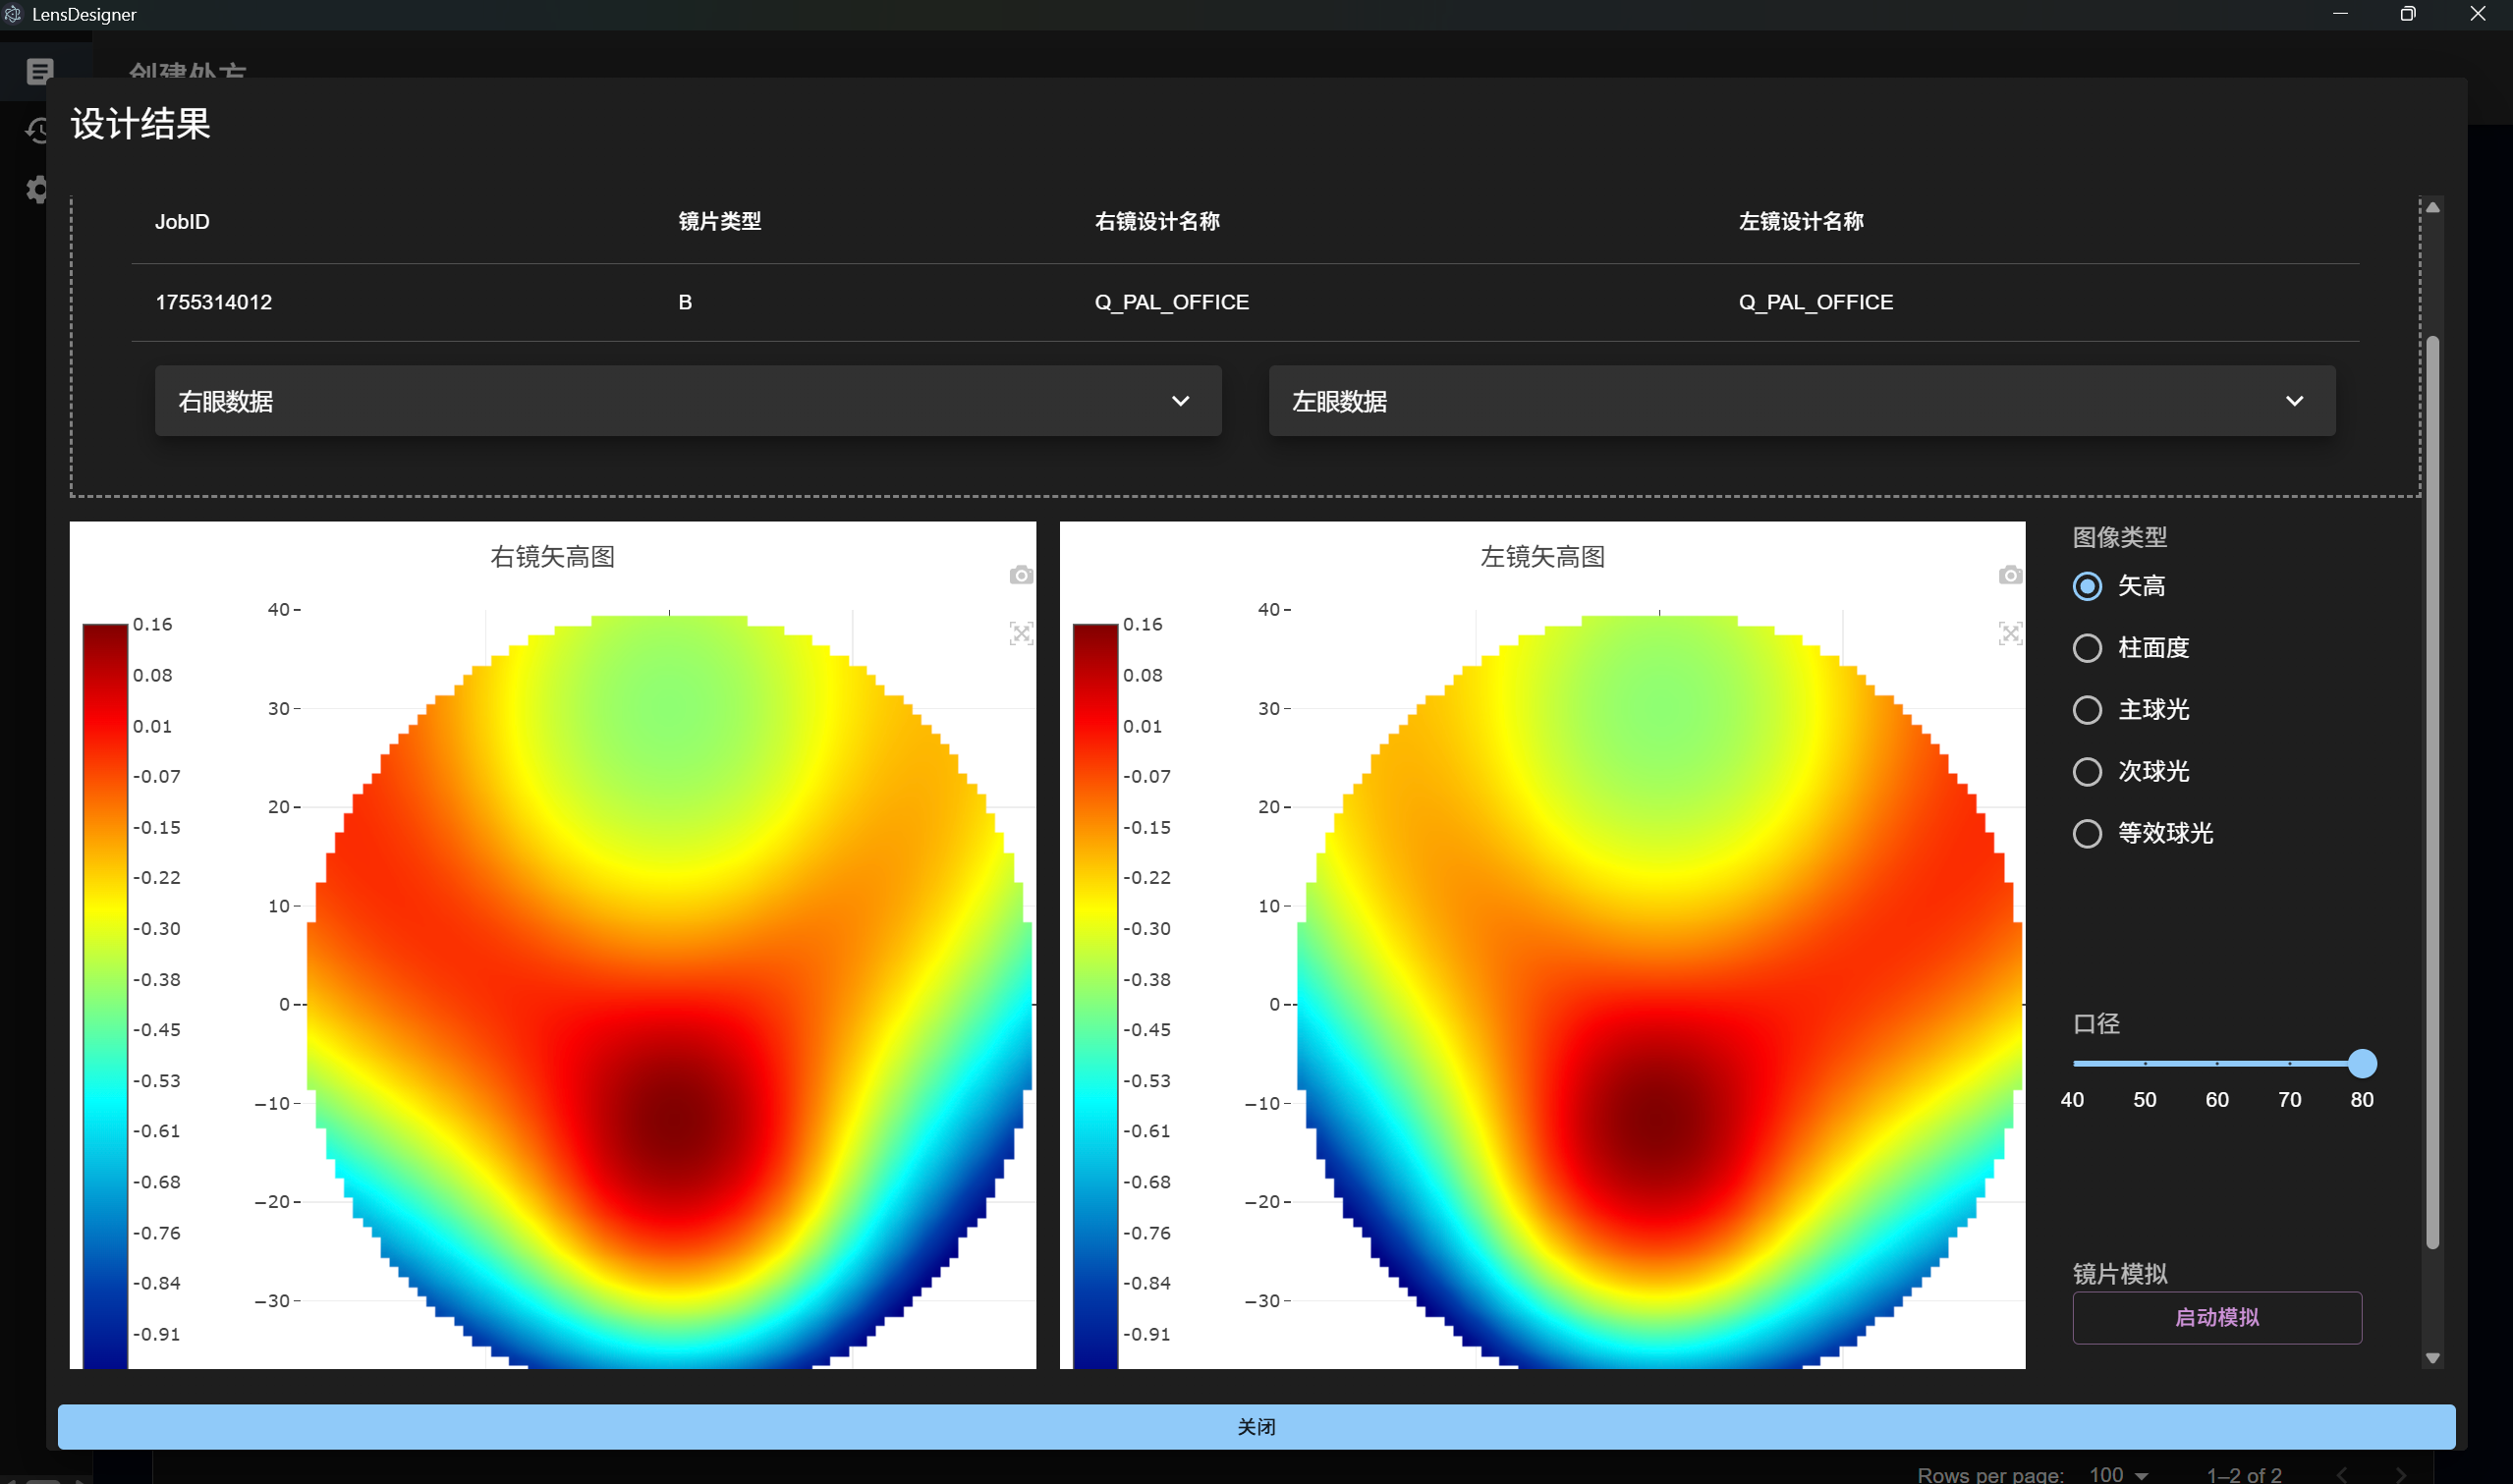 LensDesigner
创建处方
设计结果
JobID 镜片类型 右镜设计名称 左镜设计名称
1755314012 B Q_PAL_OFFICE Q_PAL_OFFICE
右眼数据 左眼数据
右镜矢高图
0.16
0.08
0.01
-0.07
-0.15
-0.22
-0.30
-0.38
-0.45
-0.53
-0.61
-0.68
-0.76
-0.84
-0.91
40
30
20
10
0
−10
−20
−30
左镜矢高图
0.16
0.08
0.01
-0.07
-0.15
-0.22
-0.30
-0.38
-0.45
-0.53
-0.61
-0.68
-0.76
-0.84
-0.91
40
30
20
10
0
−10
−20
−30
图像类型
矢高
柱面度
主球光
次球光
等效球光
口径
40 50 60 70 80
镜片模拟
启动模拟
关闭
Rows per page: 100 1–2 of 2